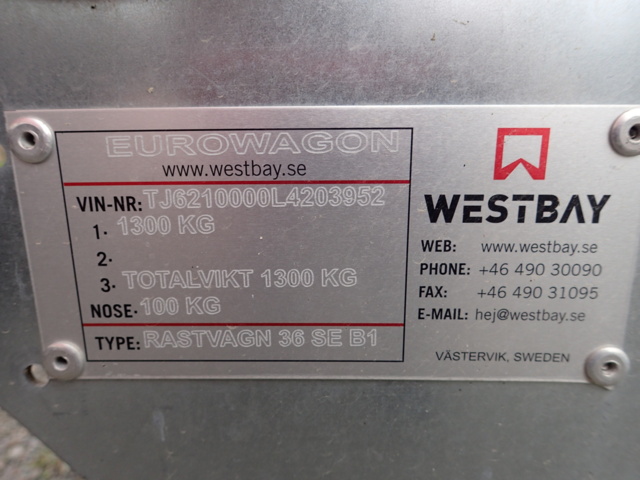 EUROWAGON
www.westbay.se
VIN-NR: TJ6210000L4203952
1. 1300 KG
2.
3. TOTALVIKT 1300 KG
NOSE. 100 KG
TYPE: RASTVAGN 36 SE B1
WESTBAY
WEB: www.westbay.se
PHONE: +46 490 30090
FAX: +46 490 31095
E-MAIL: hej@westbay.se
VÄSTERVIK, SWEDEN